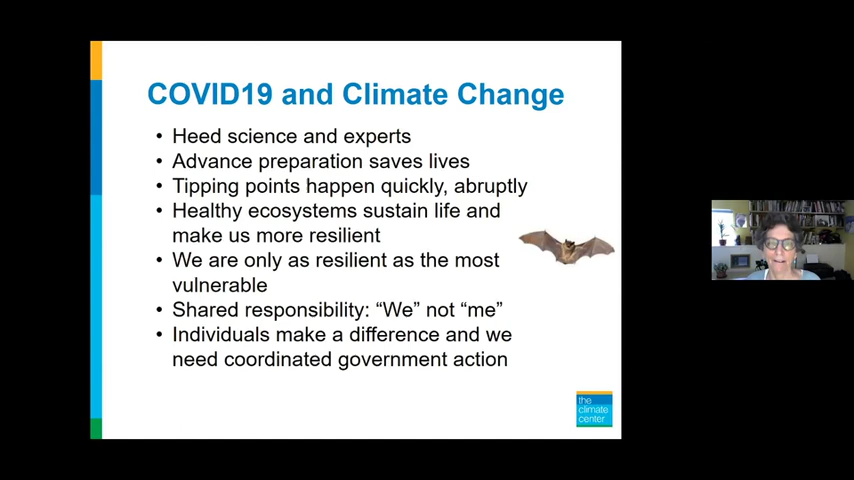 COVID19 and Climate Change
• Heed science and experts
• Advance preparation saves lives
• Tipping points happen quickly, abruptly
• Healthy ecosystems sustain life and
make us more resilient
• We are only as resilient as the most
vulnerable
• Shared responsibility: “We” not “me”
• Individuals make a difference and we
need coordinated government action
the
climate
center